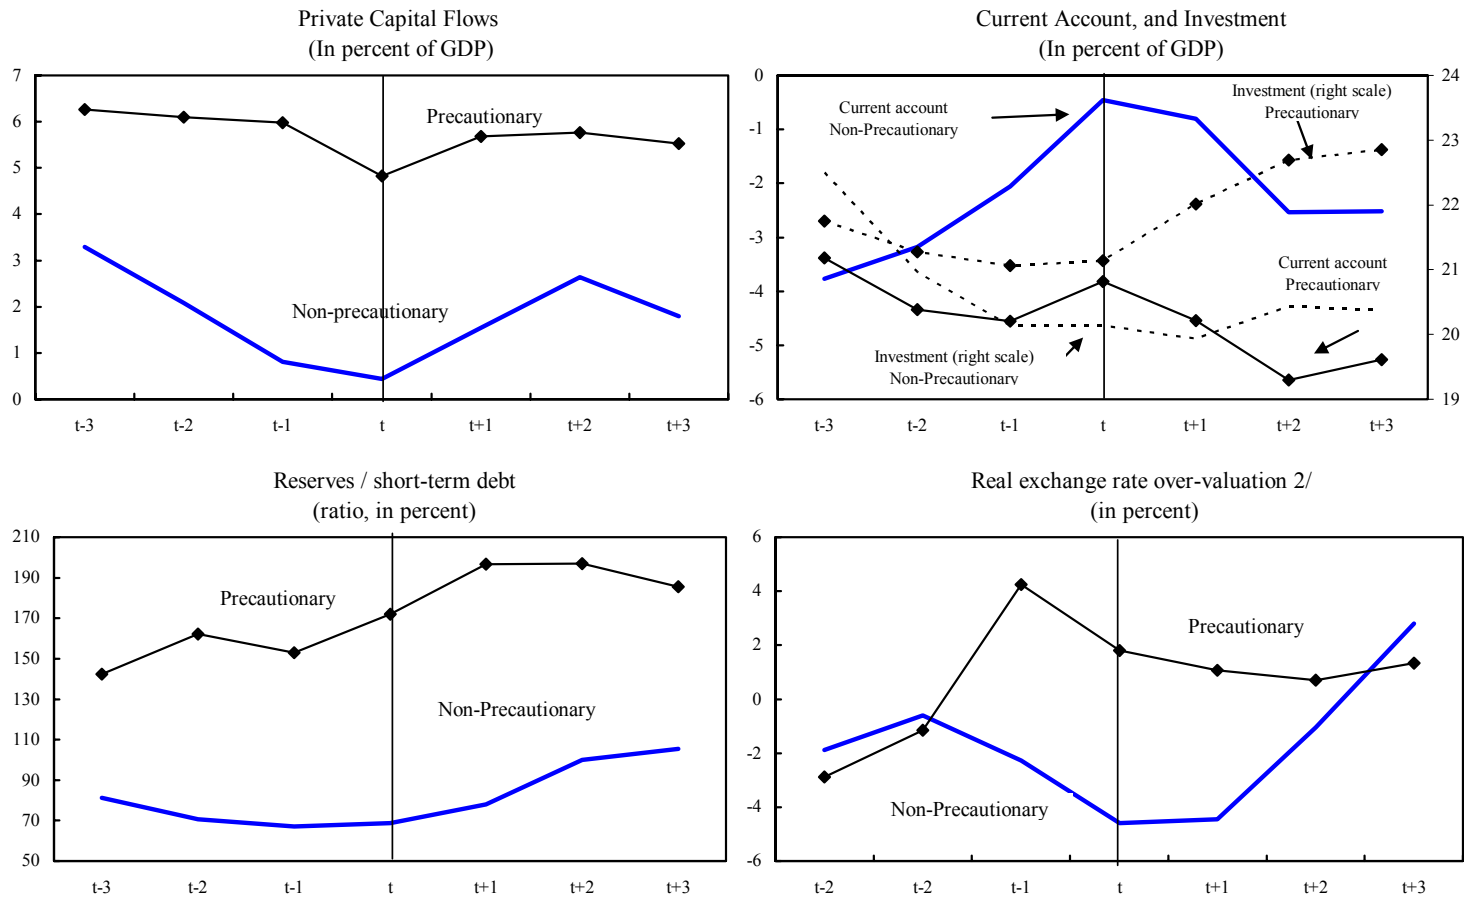 Private Capital Flows
(In percent of GDP)
7
6
5
4
3
2
1
0
Precautionary
Non-precautionary
t-3 t-2 t-1 t t+1 t+2 t+3
Current Account, and Investment
(In percent of GDP)
0
-1
-2
-3
-4
-5
-6
24
23
22
21
20
19
Current account
Non-Precautionary
Investment (right scale)
Precautionary
Current account
Precautionary
Investment (right scale)
Non-Precautionary
t-3 t-2 t-1 t t+1 t+2 t+3
Reserves / short-term debt
(ratio, in percent)
210
190
170
150
130
110
90
70
50
Precautionary
Non-Precautionary
t-3 t-2 t-1 t t+1 t+2 t+3
Real exchange rate over-valuation 2/
(in percent)
6
4
2
0
-2
-4
-6
Precautionary
Non-Precautionary
t-2 t-2 t-1 t t+1 t+2 t+3